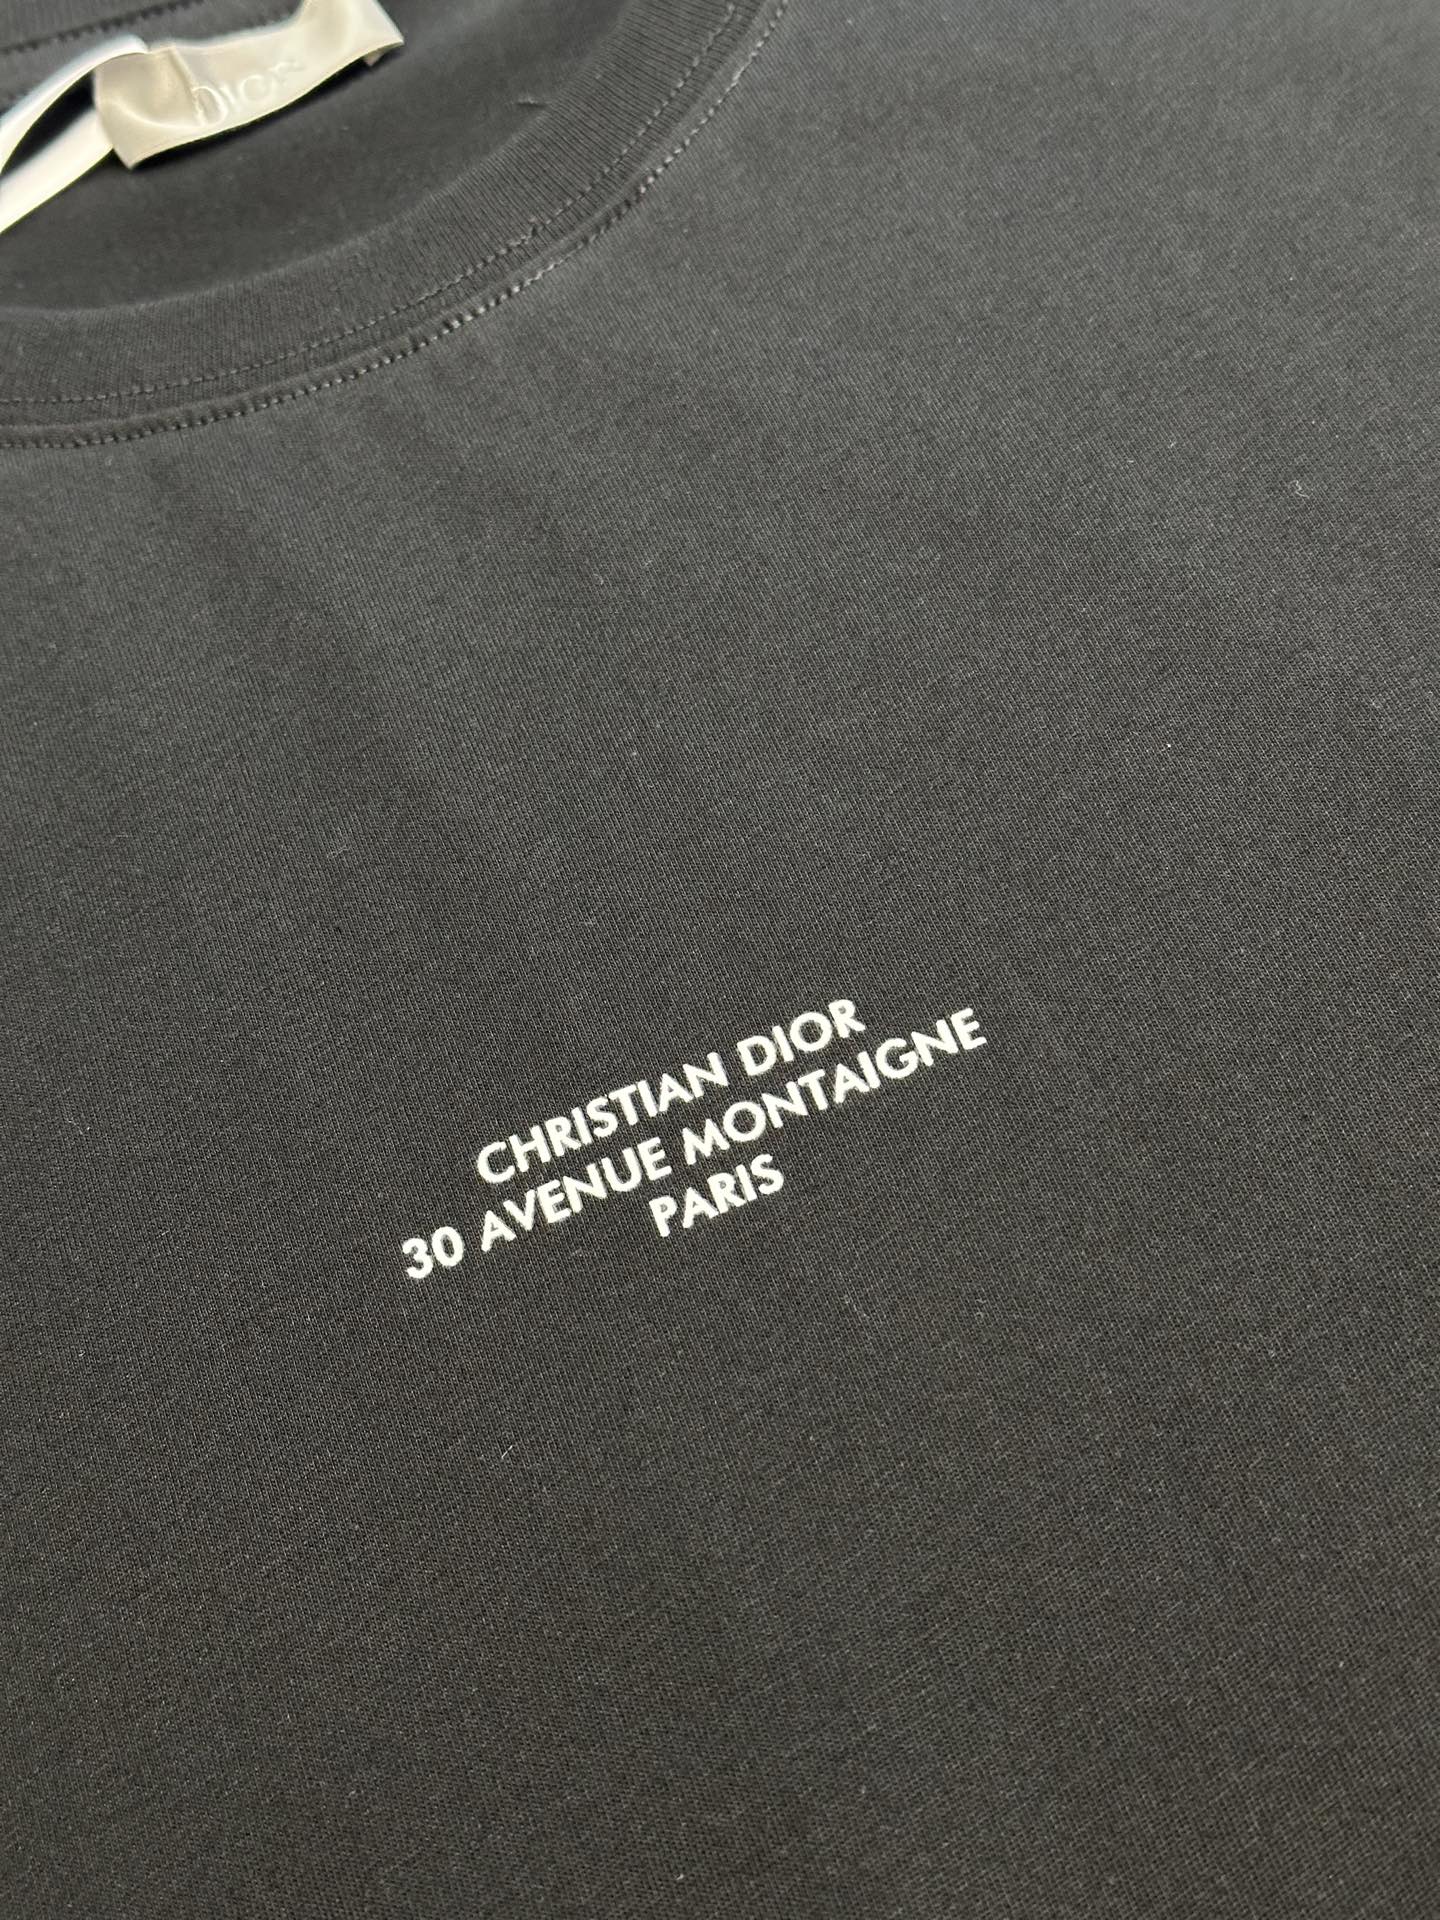 DIOR
CHRISTIAN DIOR
30 AVENUE MONTAIGNE
PARIS